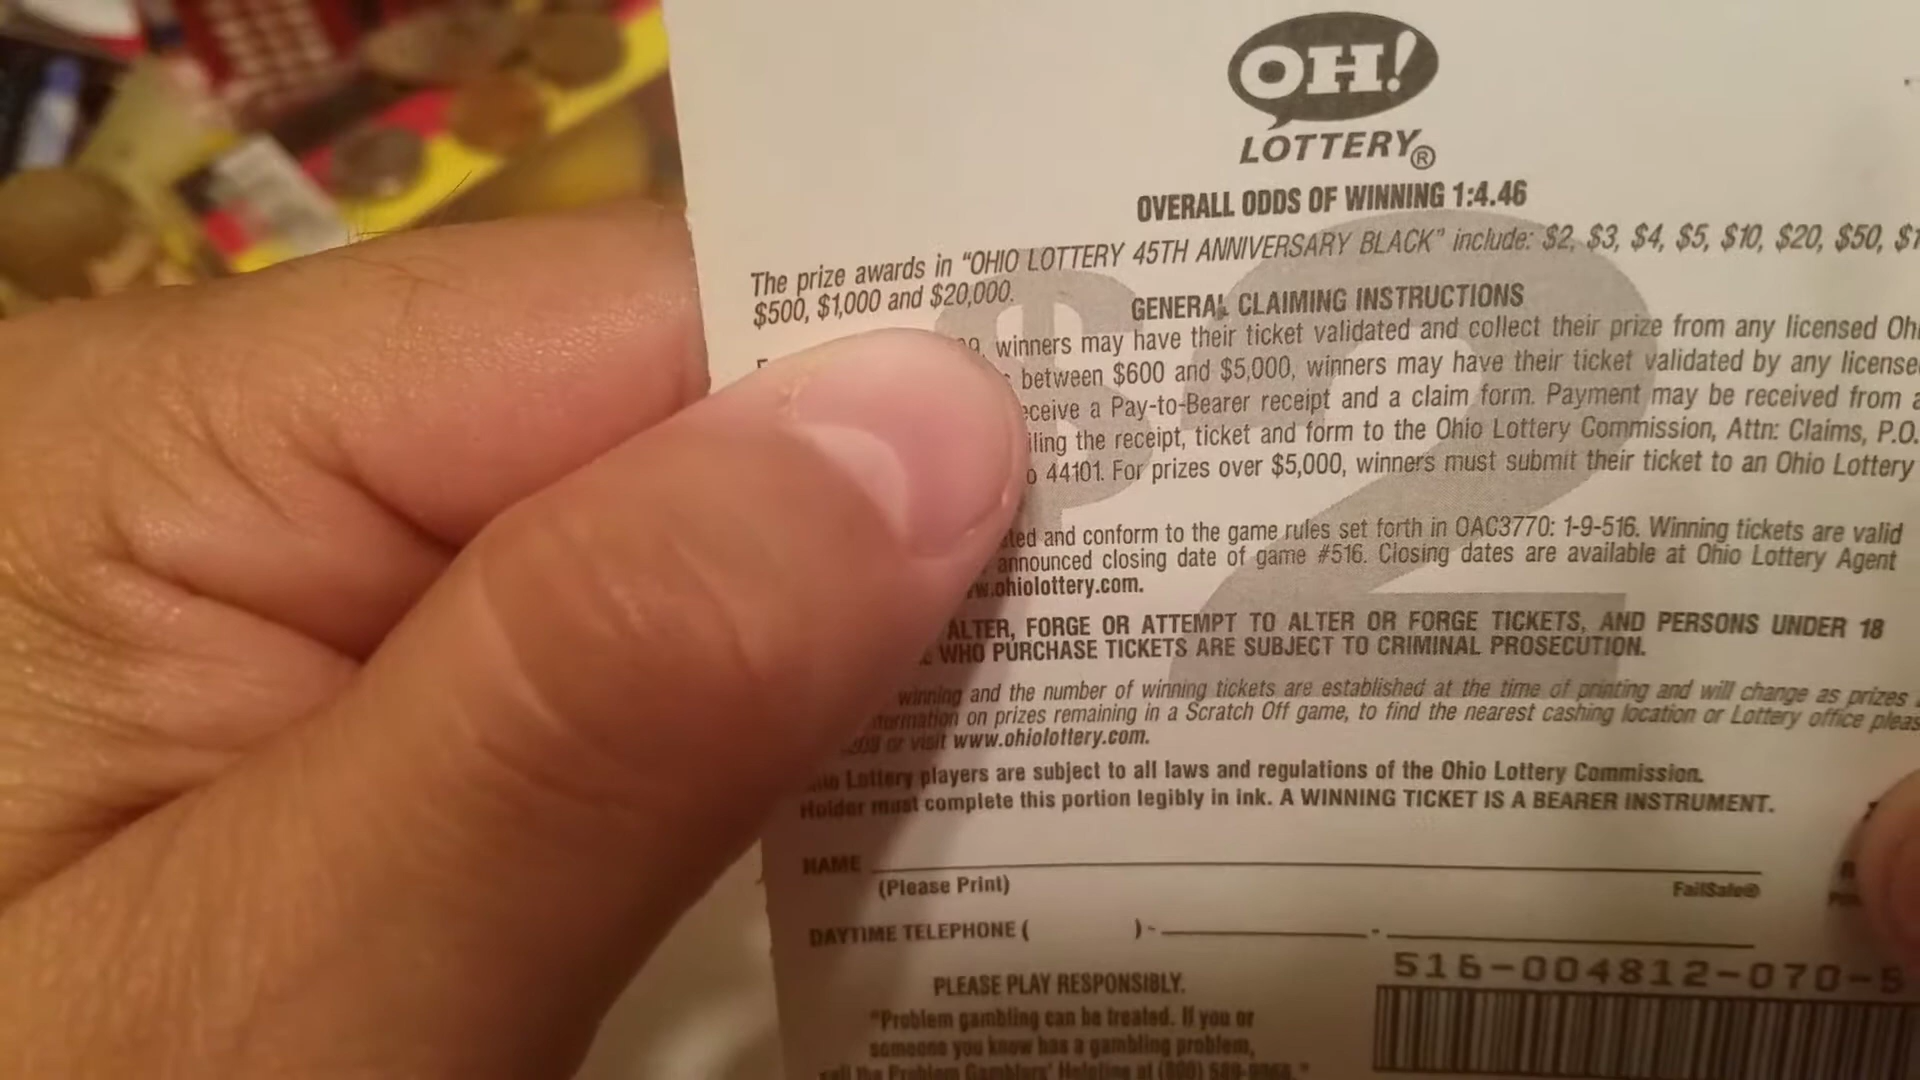 OH!
LOTTERY®
OVERALL ODDS OF WINNING 1:4.46
The prize awards in "OHIO LOTTERY 45TH ANNIVERSARY BLACK" include: $2, $3, $4, $5, $10, $20, $50,
$500, $1,000 and $20,000.
GENERAL CLAIMING INSTRUCTIONS
winners may have their ticket validated and collect their prize from any licensed
between $600 and $5,000, winners may have their ticket validated by any
a Pay-to-Bearer receipt and a claim form. Payment may be received from
the receipt, ticket and form to the Ohio Lottery Commission, Attn: Claims, P.O.
44101. For prizes over $5,000, winners must submit their ticket to an Ohio Lottery
and conform to the game rules set forth in OAC3770: 1-9-516. Winning tickets are valid
announced closing date of game #516. Closing dates are available at Ohio Lottery Agent
.ohiolottery.com.
ALTER, FORGE OR ATTEMPT TO ALTER OR FORGE TICKETS, AND PERSONS UNDER 18
WHO PURCHASE TICKETS ARE SUBJECT TO CRIMINAL PROSECUTION.
winning and the number of winning tickets are established at the time of printing and will change as prizes
on prizes remaining in a Scratch Off game, to find the nearest cashing location or Lottery office
or visit www.ohiolottery.com.
Lottery players are subject to all laws and regulations of the Ohio Lottery Commission.
Holder must complete this portion legibly in ink. A WINNING TICKET IS A BEARER INSTRUMENT.
NAME
(Please Print)
FailSafe®
DAYTIME TELEPHONE ( ) - -
516-004812-070-5
PLEASE PLAY RESPONSIBLY.
"Problem gambling can be treated. If you or
someone you know has a gambling problem,
call the Problem Gamblers' Helpline at (800)
$2